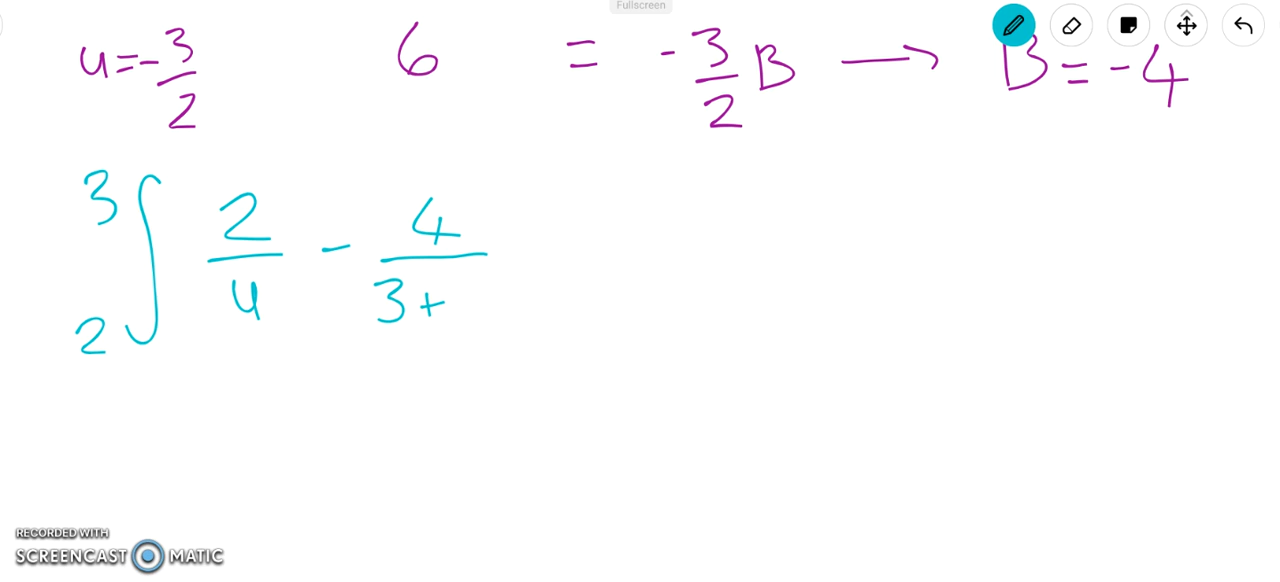 Fullscreen
u = -3/2 6 = -3/2 B → B = -4
3 ∫ 2 2/u - 4/3+
RECORDED WITH
SCREENCAST MATIC